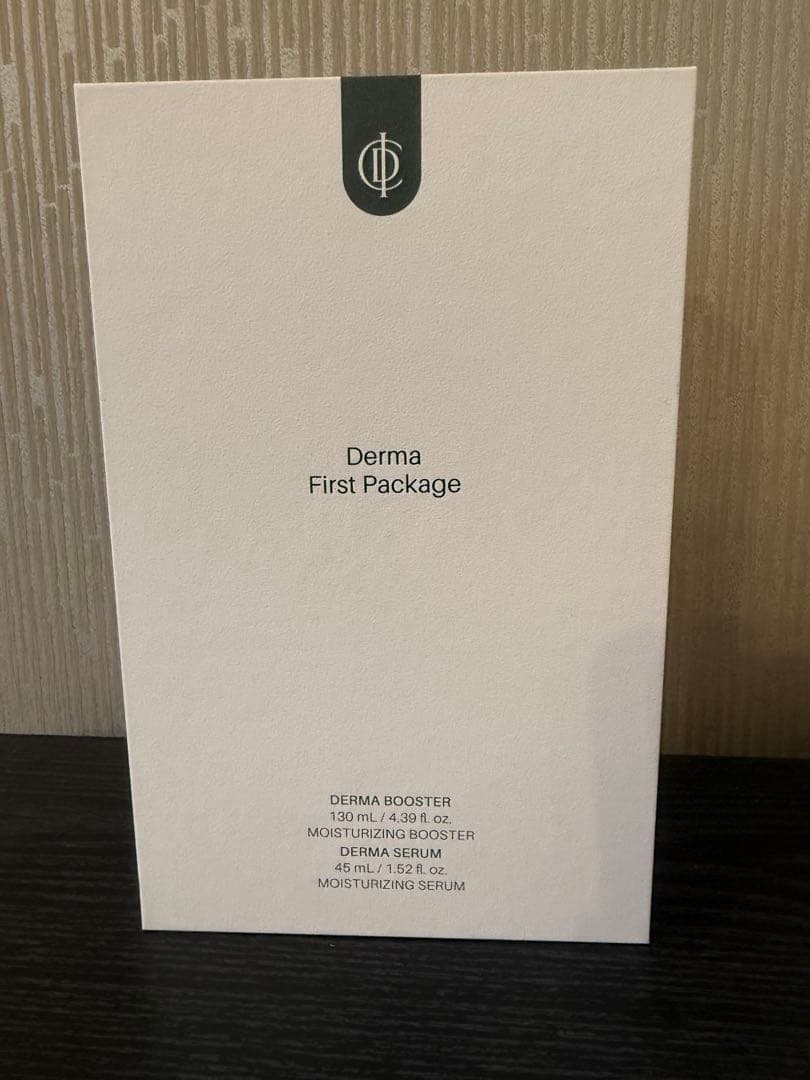 Derma
First Package
DERMA BOOSTER
130 mL / 4.39 fl. oz.
MOISTURIZING BOOSTER
DERMA SERUM
45 mL / 1.52 fl. oz.
MOISTURIZING SERUM